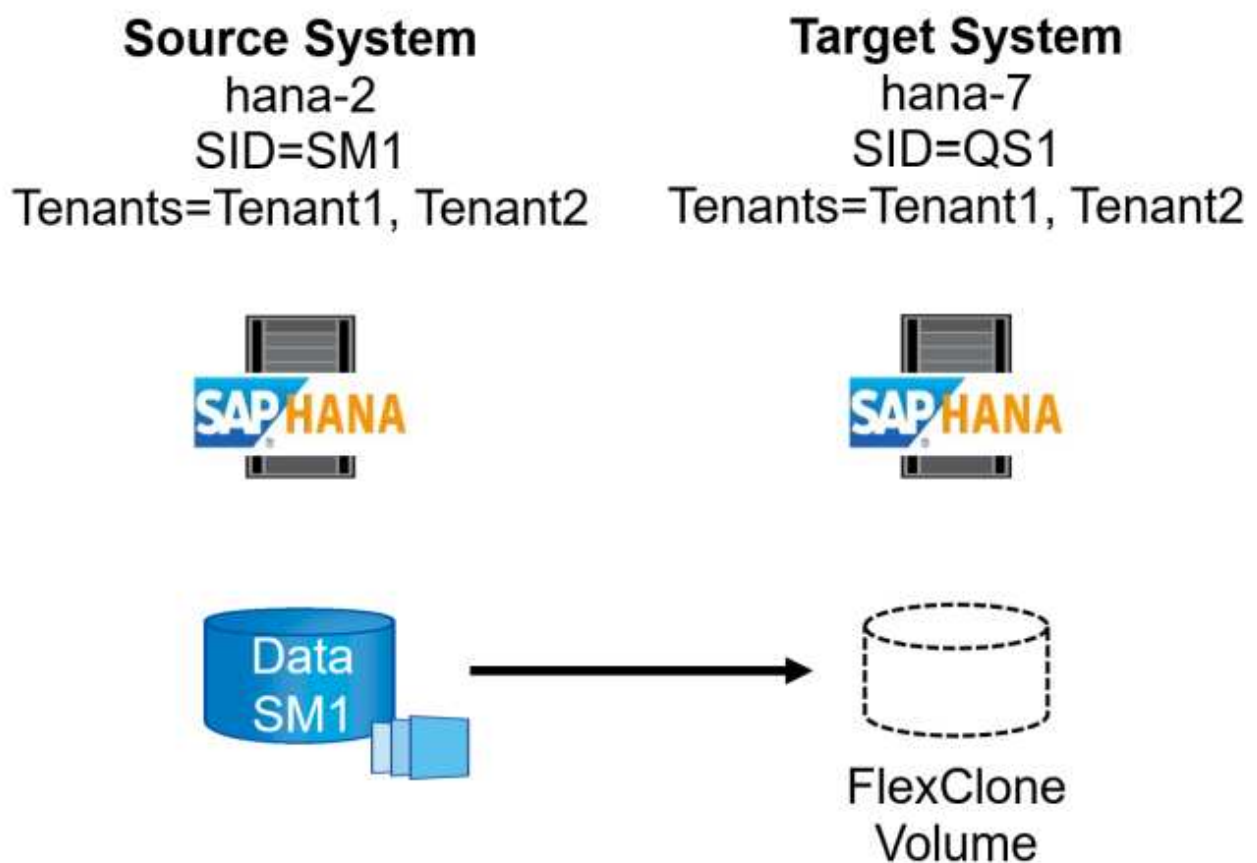 Source System
hana-2
SID=SM1
Tenants=Tenant1, Tenant2
Target System
hana-7
SID=QS1
Tenants=Tenant1, Tenant2
SAP HANA
®
SAP HANA
®
Data
SM1
FlexClone
Volume